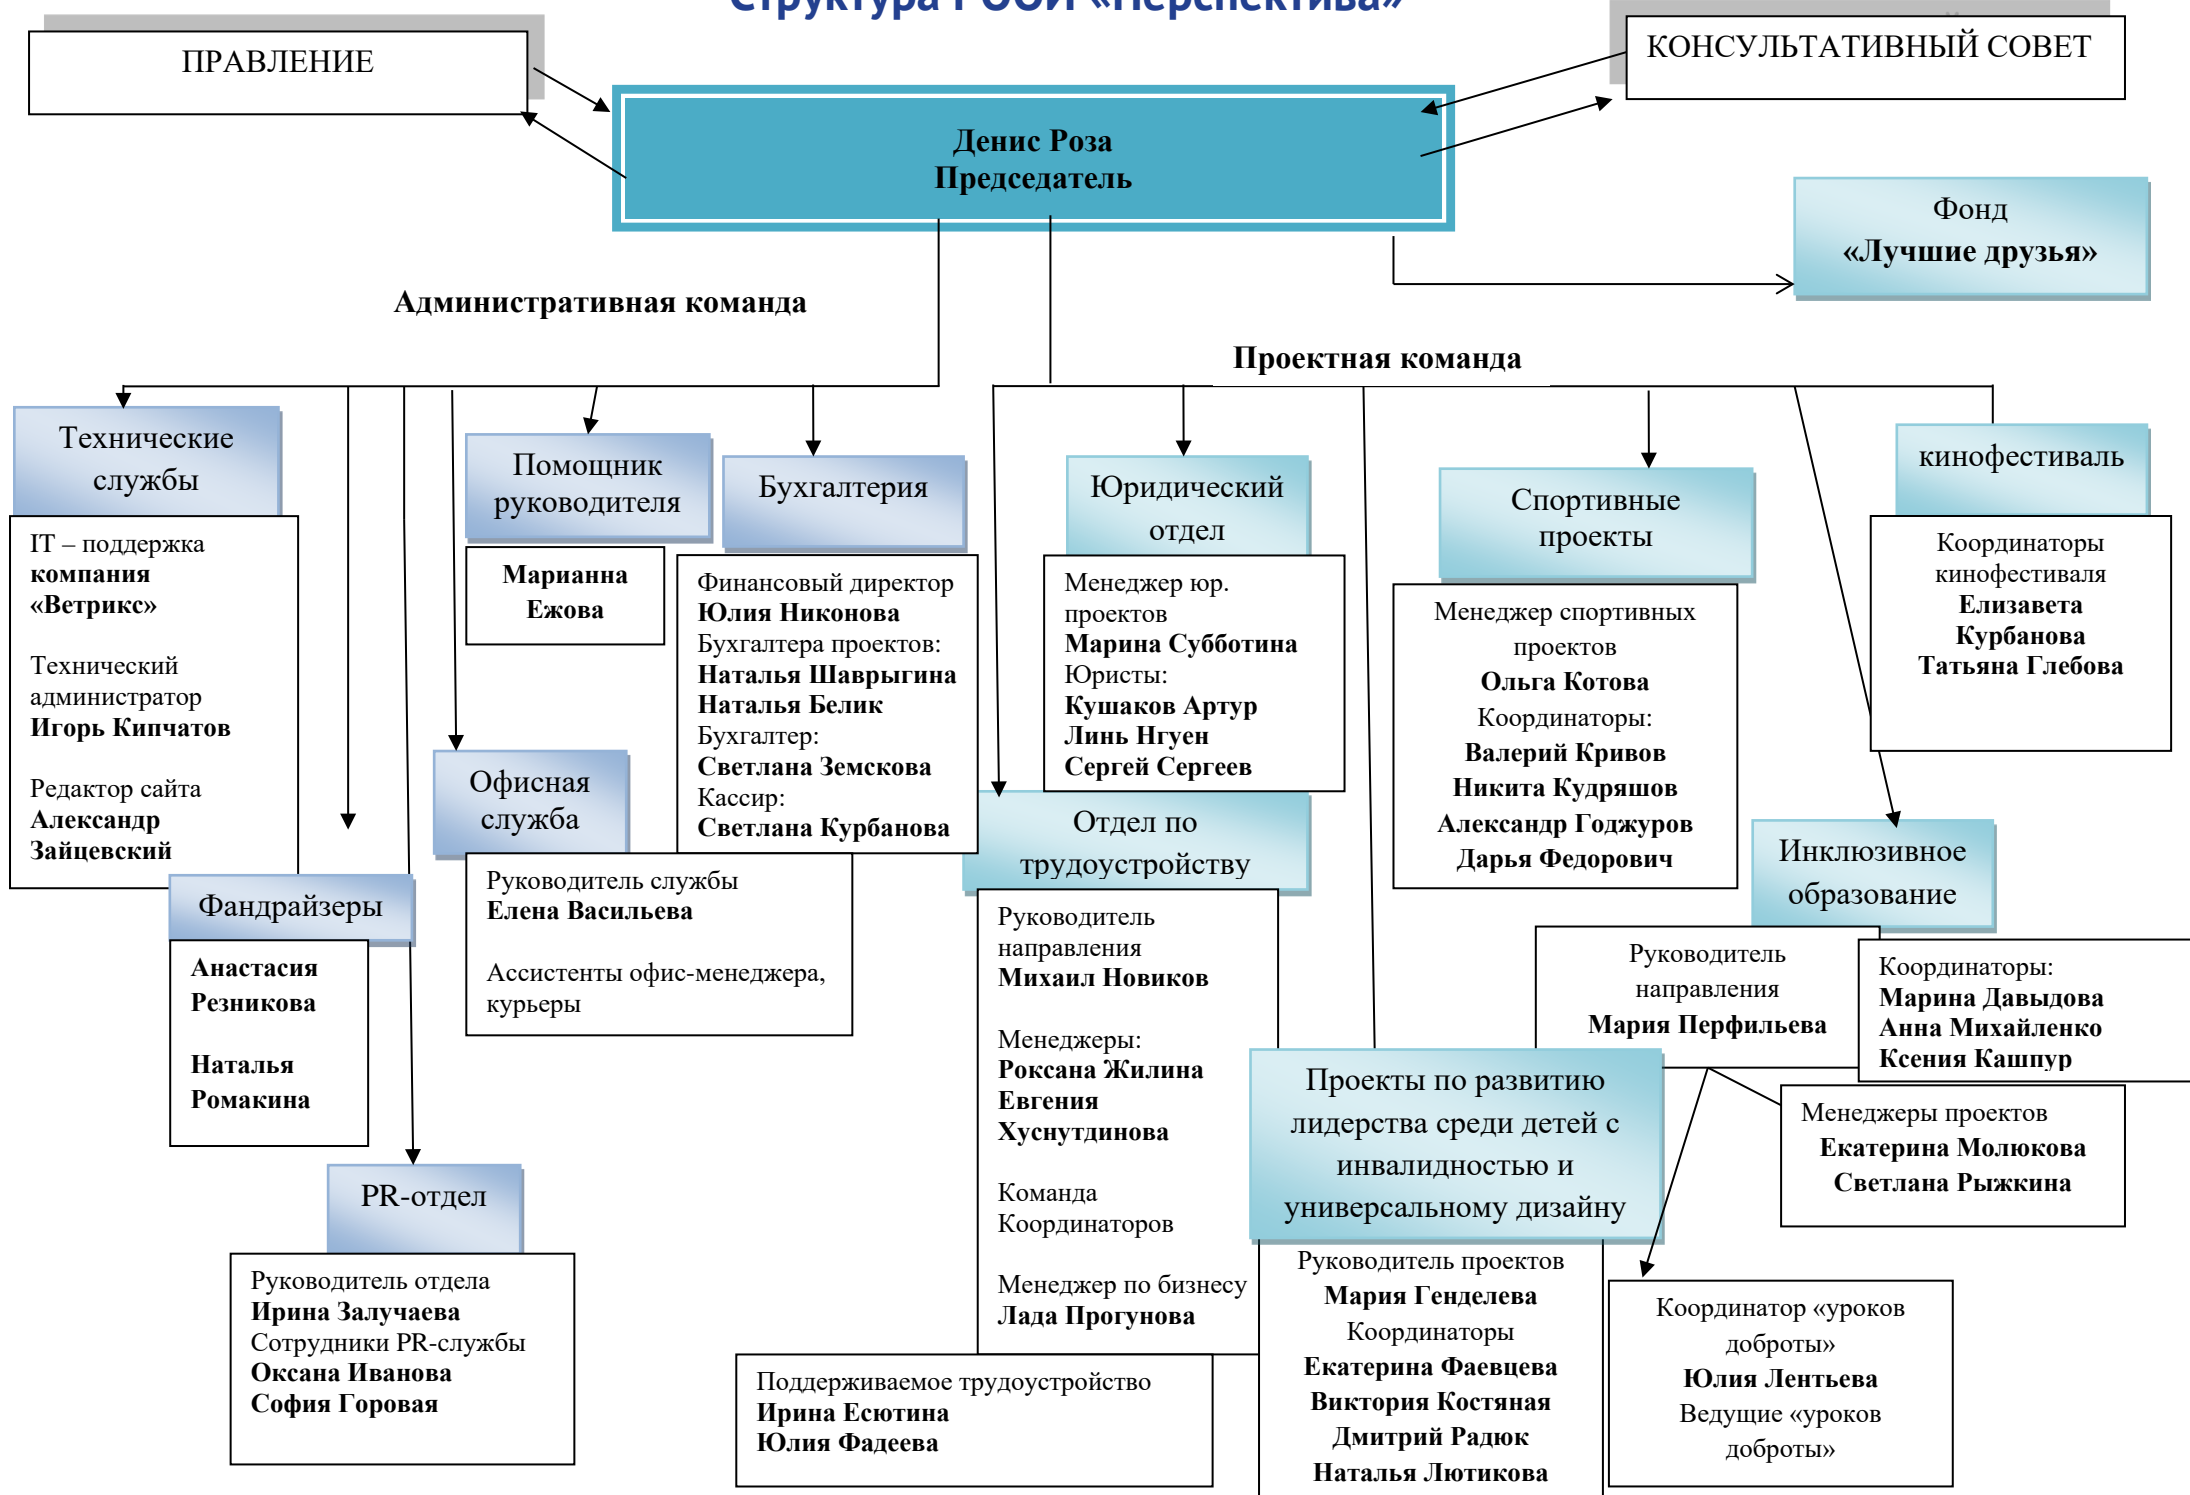 Структура РООИ «Перспектива»
ПРАВЛЕНИЕ
КОНСУЛЬТАТИВНЫЙ СОВЕТ
Денис Роза
Председатель
Фонд
«Лучшие друзья»
Административная команда
Проектная команда
Технические
службы
IT – поддержка
компания
«Ветрикс»
Технический
администратор
Игорь Кипчатов
Редактор сайта
Александр
Зайцевский
Фандрайзеры
Анастасия
Резникова
Наталья
Ромакина
PR-отдел
Руководитель отдела
Ирина Залучаева
Сотрудники PR-службы
Оксана Иванова
София Горовая
Офисная
служба
Руководитель службы
Елена Васильева
Ассистенты офис-менеджера,
курьеры
Помощник
руководителя
Марианна
Ежова
Бухгалтерия
Финансовый директор
Юлия Никонова
Бухгалтера проектов:
Наталья Шаврыгина
Наталья Белик
Бухгалтер:
Светлана Земскова
Кассир:
Светлана Курбанова
Юридический
отдел
Менеджер юр.
проектов
Марина Субботина
Юристы:
Кушаков Артур
Линь Нгуен
Сергей Сергеев
Отдел по
трудоустройству
Руководитель
направления
Михаил Новиков
Менеджеры:
Роксана Жилина
Евгения
Хуснутдинова
Команда
Координаторов
Менеджер по бизнесу
Лада Прогунова
Поддерживаемое трудоустройство
Ирина Есютина
Юлия Фадеева
Проекты по развитию
лидерства среди детей с
инвалидностью и
универсальному дизайну
Руководитель проектов
Мария Генделева
Координаторы
Екатерина Фаевцева
Виктория Костяная
Дмитрий Радюк
Наталья Лютикова
Спортивные
проекты
Менеджер спортивных
проектов
Ольга Котова
Координаторы:
Валерий Кривов
Никита Кудряшов
Александр Годжуров
Дарья Федорович
кинофестиваль
Координаторы
кинофестиваля
Елизавета
Курбанова
Татьяна Глебова
Инклюзивное
образование
Руководитель
направления
Мария Перфильева
Координаторы:
Марина Давыдова
Анна Михайленко
Ксения Кашпур
Менеджеры проектов
Екатерина Молюкова
Светлана Рыжкина
Координатор «уроков
доброты»
Юлия Лентьева
Ведущие «уроков
доброты»